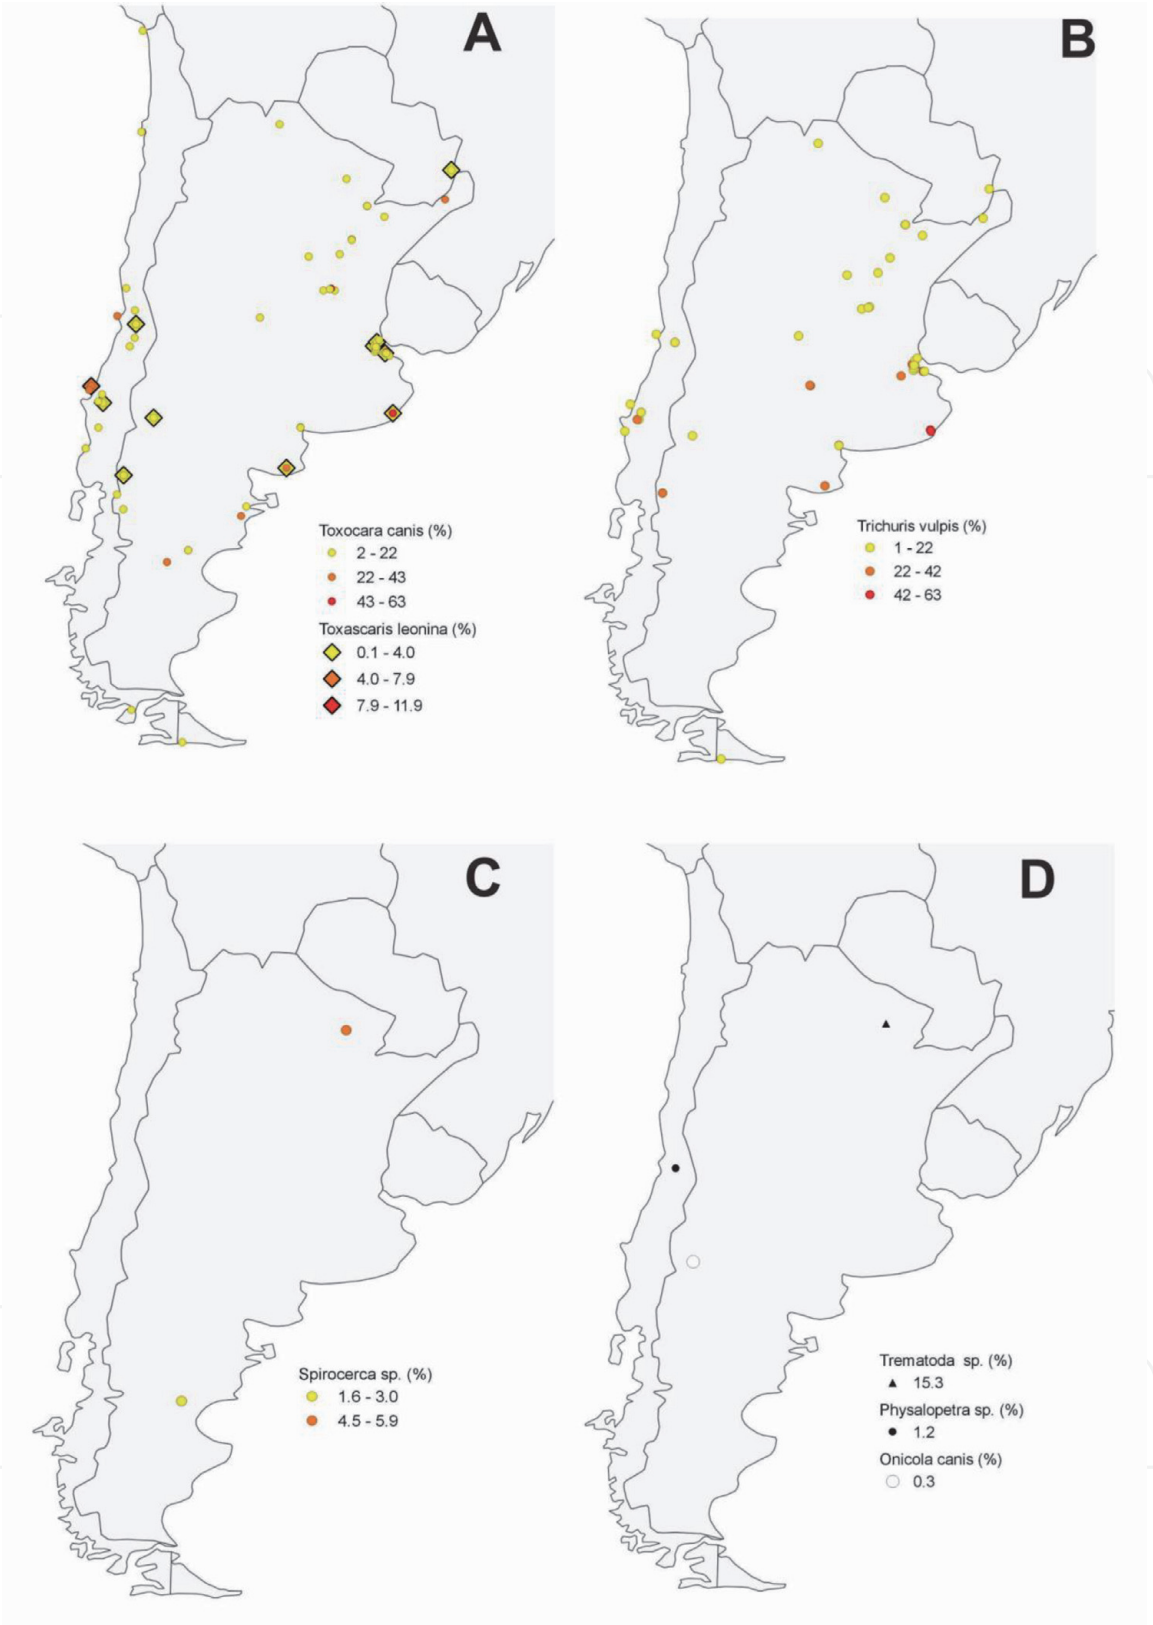 A
B
Toxocara canis (%)
2 - 22
22 - 43
43 - 63
Toxascaris leonina (%)
0.1 - 4.0
4.0 - 7.9
7.9 - 11.9
Trichuris vulpis (%)
1 - 22
22 - 42
42 - 63
C
D
Spirocerca sp. (%)
1.6 - 3.0
4.5 - 5.9
Trematoda sp. (%)
15.3
Physalopetra sp. (%)
1.2
Onicola canis (%)
0.3